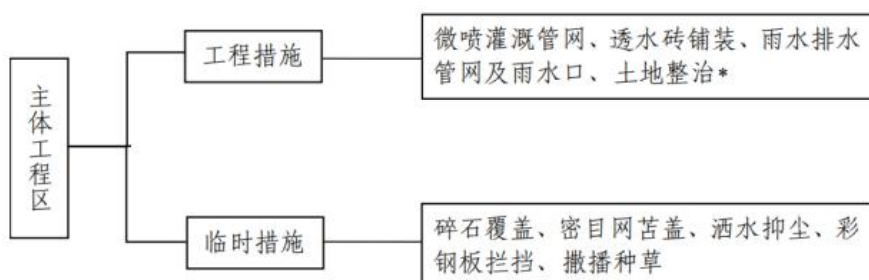 主体工程区
工程措施
微喷灌溉管网、透水砖铺装、雨水排水
管网及雨水口、土地整治*
临时措施
碎石覆盖、密目网苫盖、洒水抑尘、彩
钢板拦挡、撒播种草